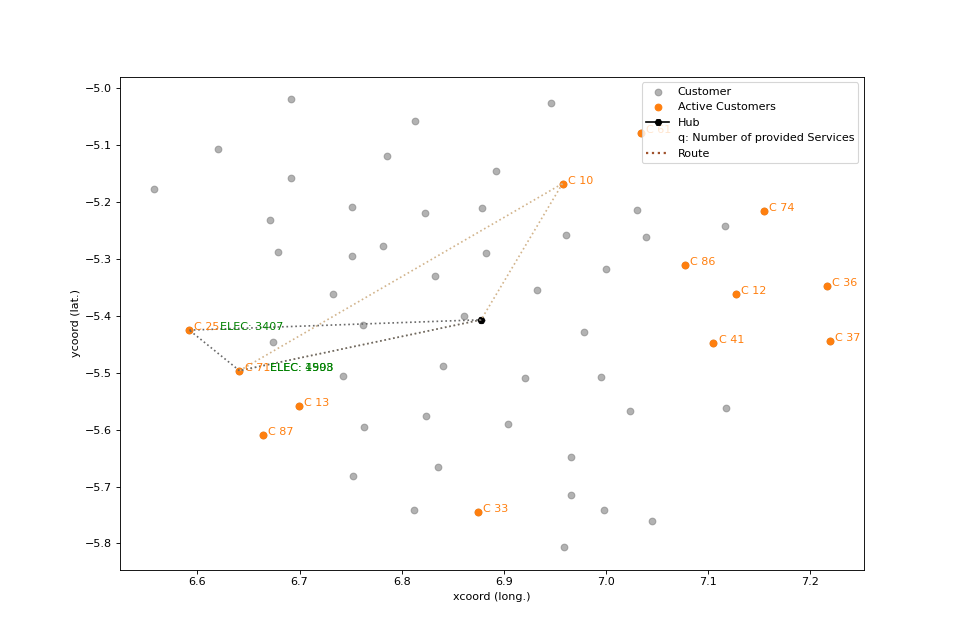 −5.0
−5.1
−5.2
−5.3
−5.4
−5.5
−5.6
−5.7
−5.8
ycoord (lat.)
6.6
6.7
6.8
6.9
7.0
7.1
7.2
xcoord (long.)
Customer
Active Customers
Hub
q: Number of provided Services
Route
C 10
C 74
C 86
C 36
C 12
C 25
ELEC: 3407
C 41
C 37
C 71
ELEC:
C 13
C 87
C 33